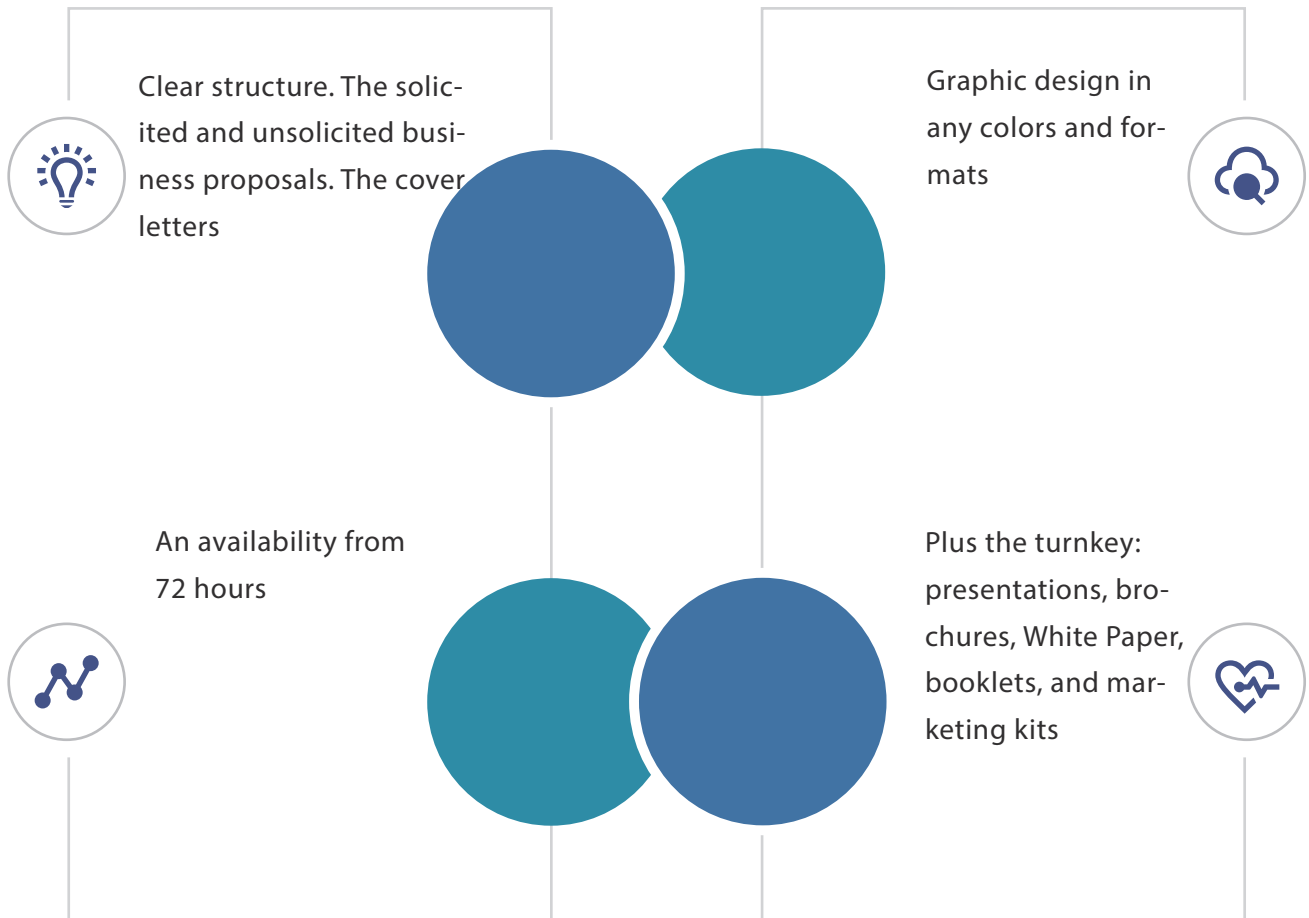 Clear structure. The solic-
ited and unsolicited busi-
ness proposals. The cover
letters
Graphic design in
any colors and for-
mats
An availability from
72 hours
Plus the turnkey:
presentations, bro-
chures, White Paper,
booklets, and mar-
keting kits